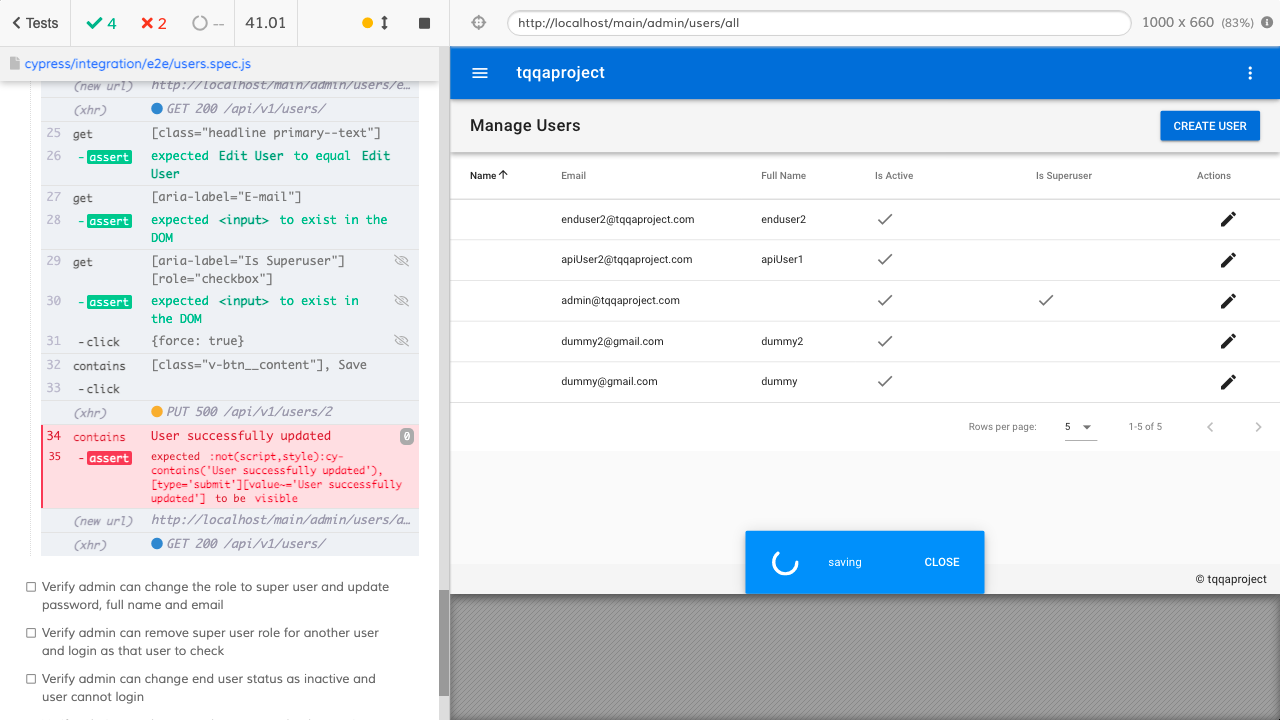 Tests
4
2
--
41.01
http://localhost/main/admin/users/all
1000 x 660 (83%)
cypress/integration/e2e/users.spec.js
(new url) http://localhost/main/admin/users/e…
(xhr) GET 200 /api/v1/users/
25 get [class="headline primary--text"]
26 - assert expected Edit User to equal Edit
User
27 get [aria-label="E-mail"]
28 - assert expected <input> to exist in the
DOM
29 get [aria-label="Is Superuser"]
[role="checkbox"]
30 - assert expected <input> to exist in
the DOM
31 - click {force: true}
32 contains [class="v-btn__content"], Save
33 - click
(xhr) PUT 500 /api/v1/users/2
34 contains User successfully updated 0
35 - assert expected :not(script,style):cy-
contains('User successfully updated'),
[type='submit'][value~='User successfully
updated'] to be visible
(new url) http://localhost/main/admin/users/a…
(xhr) GET 200 /api/v1/users/
Verify admin can change the role to super user and update
password, full name and email
Verify admin can remove super user role for another user
and login as that user to check
Verify admin can change end user status as inactive and
user cannot login
tqqaproject
Manage Users
CREATE USER
Name Email Full Name Is Active Is Superuser Actions
enduser2@tqqaproject.com enduser2
apiUser2@tqqaproject.com apiUser1
admin@tqqaproject.com
dummy2@gmail.com dummy2
dummy@gmail.com dummy
Rows per page: 5 1-5 of 5
saving CLOSE
© tqqaproject